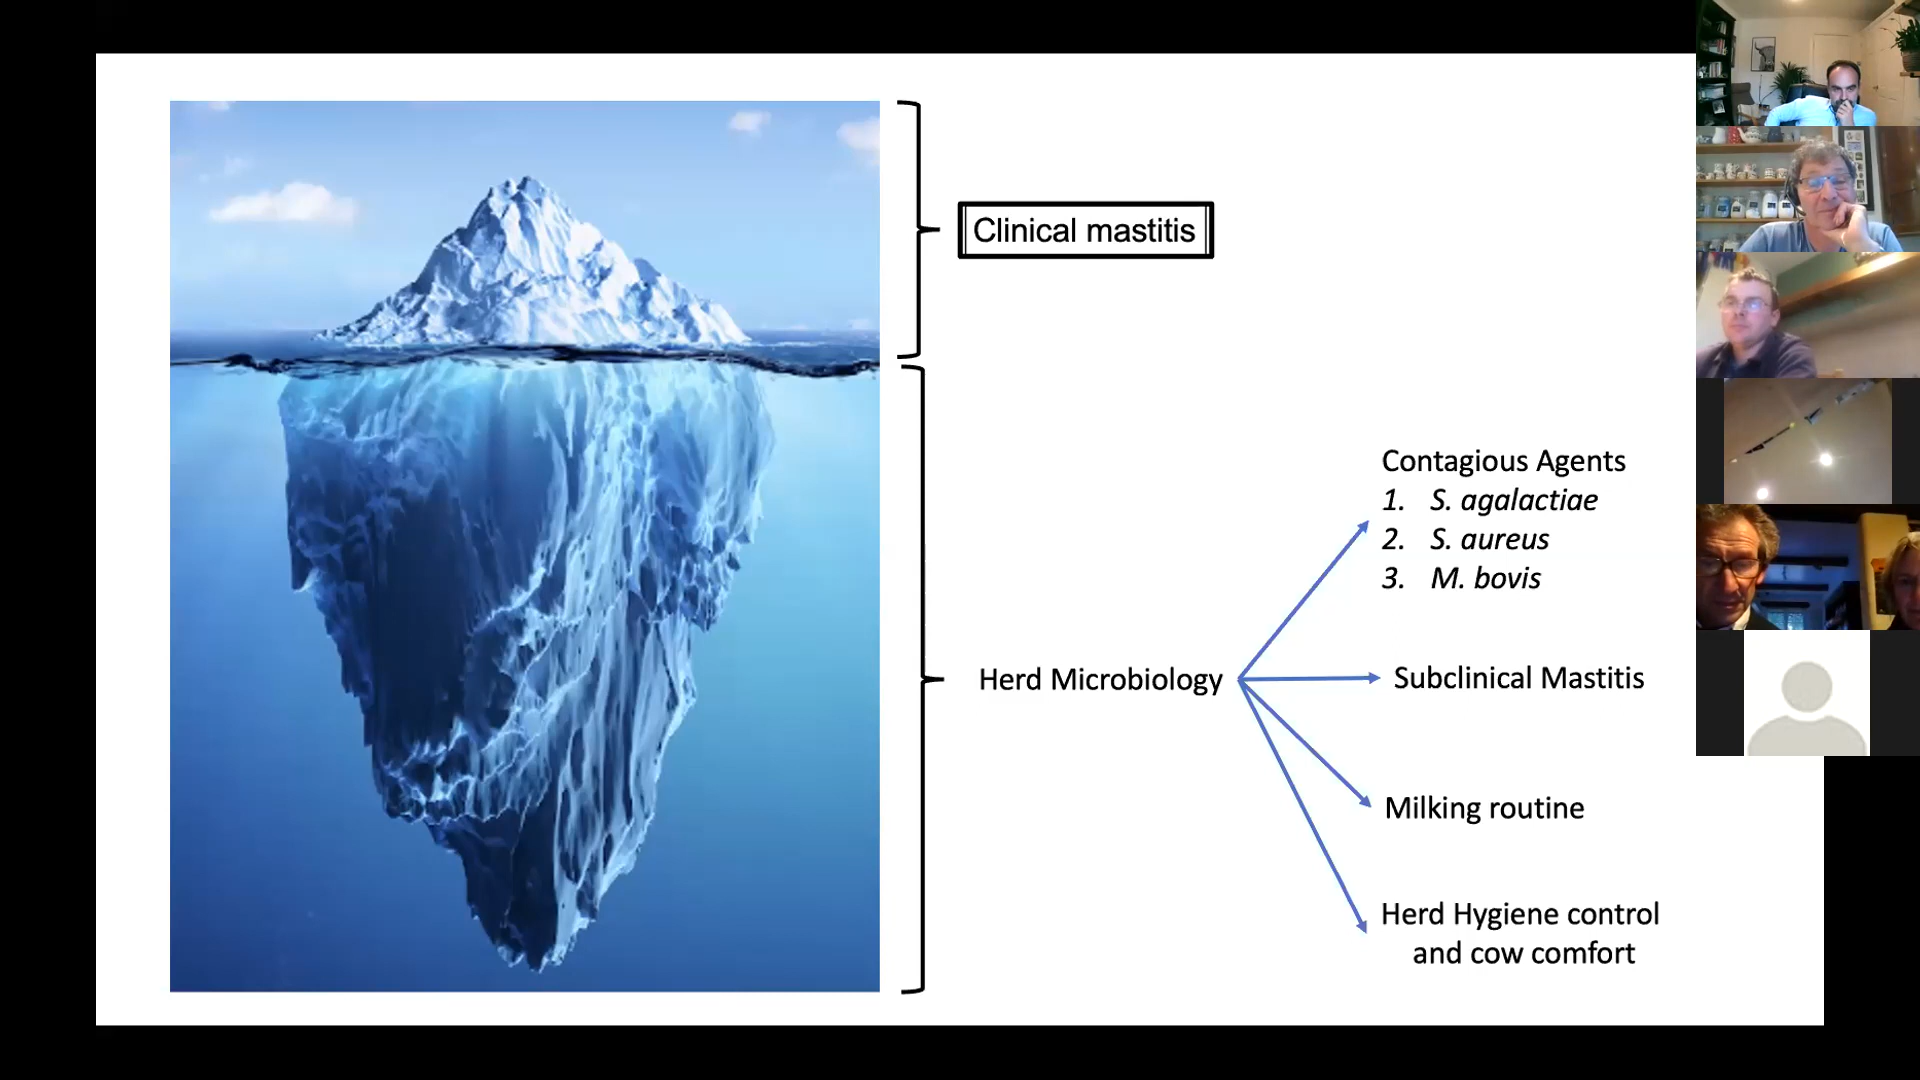 Clinical mastitis
Contagious Agents
1. S. agalactiae
2. S. aureus
3. M. bovis
Herd Microbiology
Subclinical Mastitis
Milking routine
Herd Hygiene control
and cow comfort